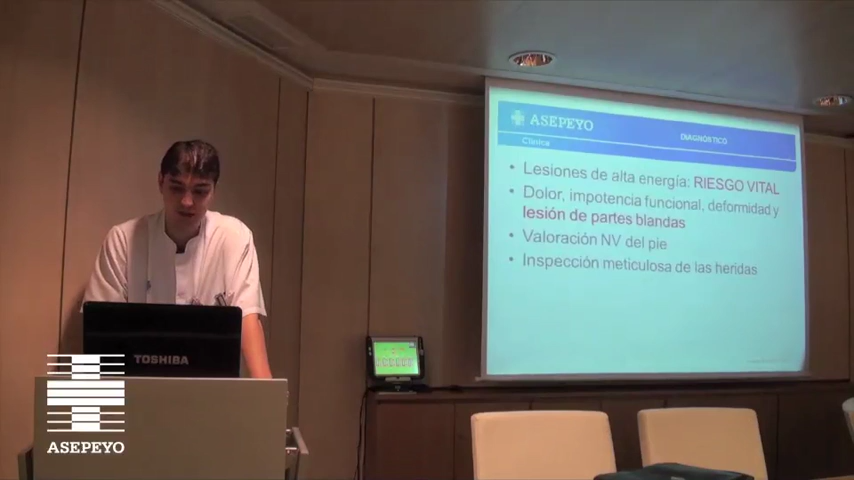 ASEPEYO
DIAGNÓSTICO
Clínica
• Lesiones de alta energía: RIESGO VITAL
• Dolor, impotencia funcional, deformidad y
lesión de partes blandas
• Valoración NV del pie
• Inspección meticulosa de las heridas
TOSHIBA
ASEPEYO